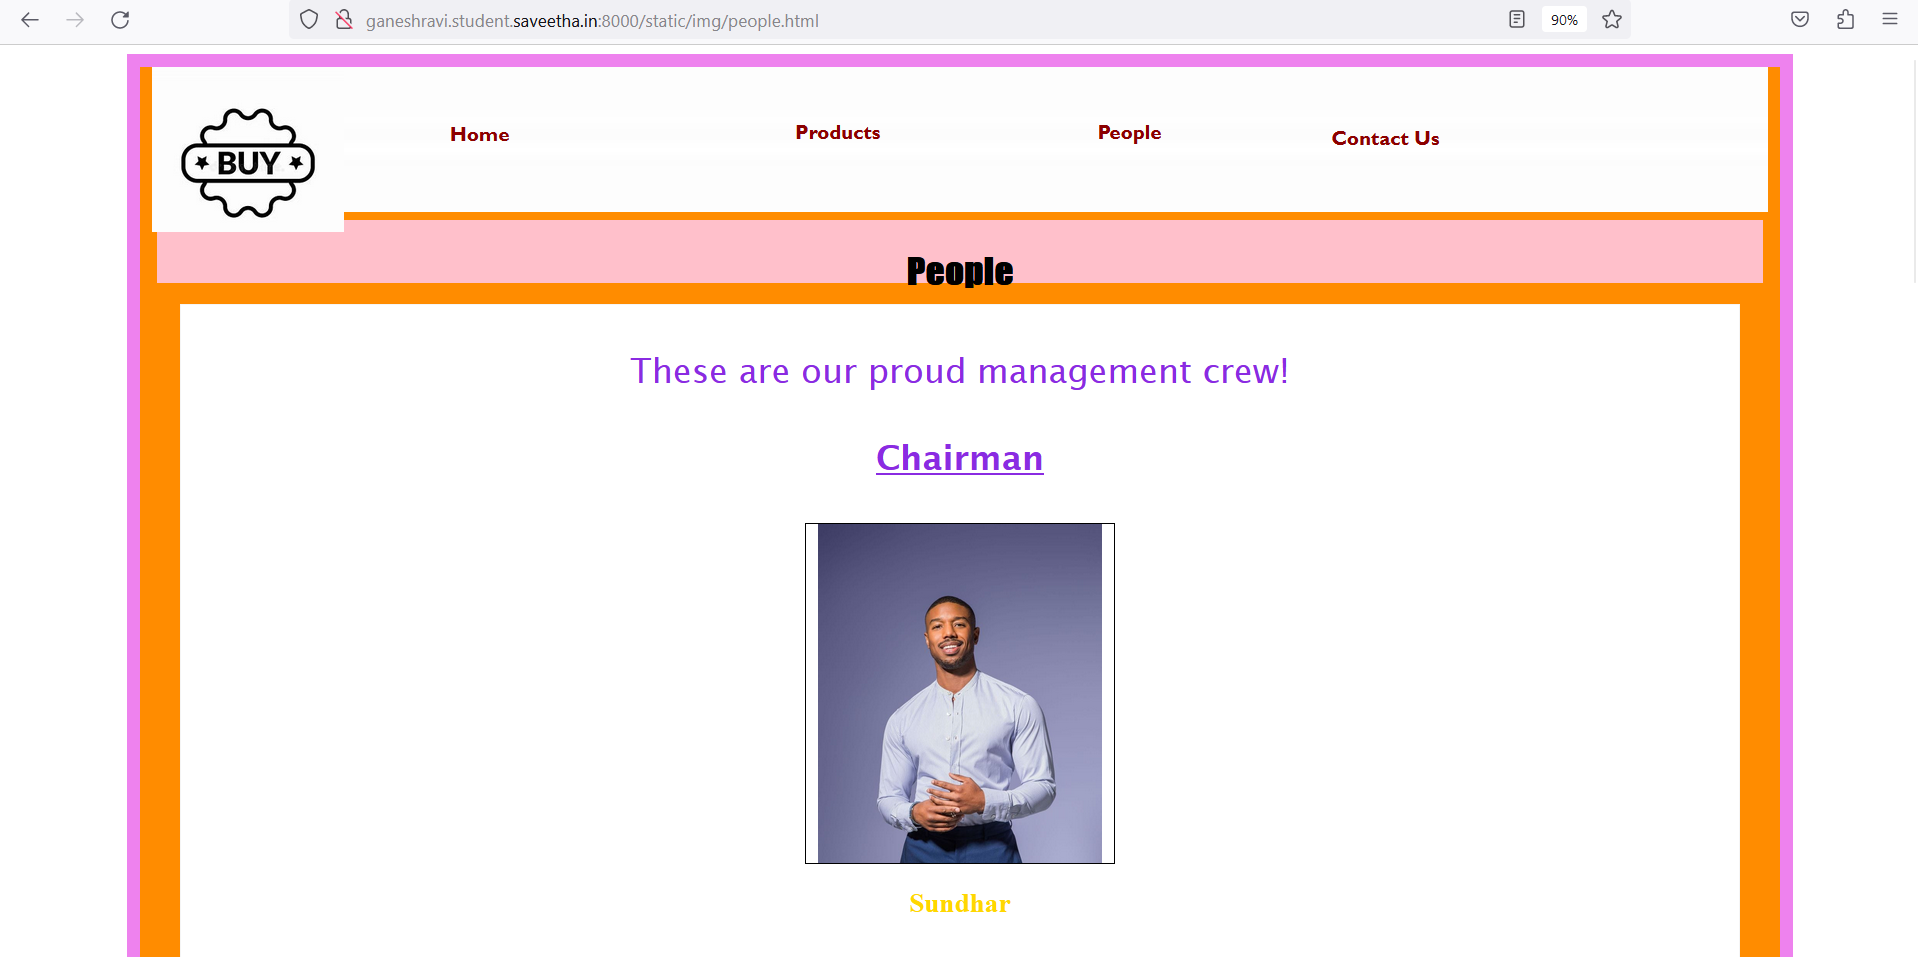 ganeshravi.student.saveetha.in:8000/static/img/people.html
90%
BUY
Home
Products
People
Contact Us
People
These are our proud management crew!
Chairman
Sundhar